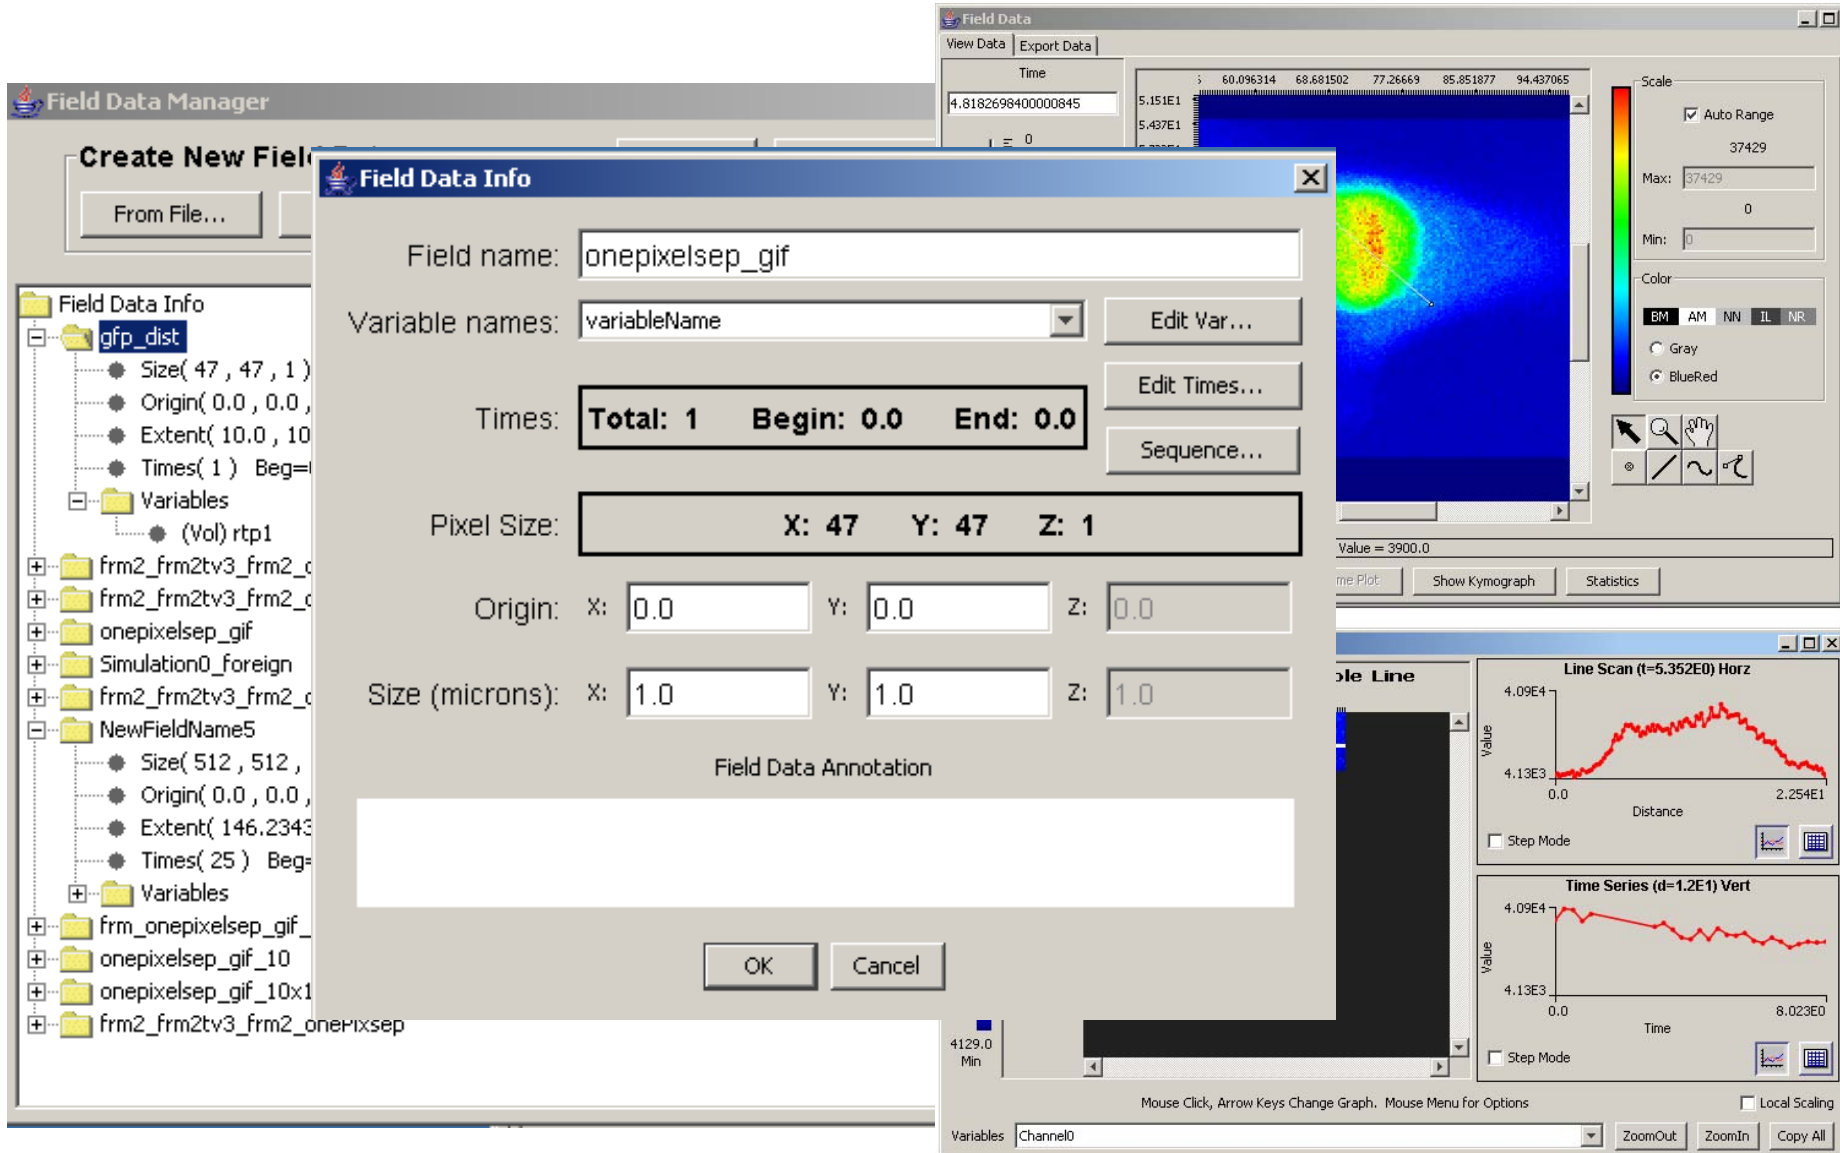 Field Data Manager
Create New Fiel
From File...
Field Data Info
gfp_dist
Size( 47 , 47 , 1 )
Origin( 0.0 , 0.0 ,
Extent( 10.0 , 10
Times( 1 ) Beg=
Variables
(Vol) rtp1
frm2_frm2tv3_frm2_
frm2_frm2tv3_frm2_
onepixelsep_gif
Simulation0_foreign
frm2_frm2tv3_frm2_
NewFieldName5
Size( 512 , 512 ,
Origin( 0.0 , 0.0 ,
Extent( 146.2343
Times( 25 ) Beg=
Variables
frm_onepixelsep_gif_
onepixelsep_gif_10
onepixelsep_gif_10x1
frm2_frm2tv3_frm2_onePixsep
Field Data Info
Field name: onepixelsep_gif
Variable names: variableName Edit Var...
Edit Times...
Times: Total: 1 Begin: 0.0 End: 0.0
Sequence...
Pixel Size: X: 47 Y: 47 Z: 1
Origin: X: 0.0 Y: 0.0 Z: 0.0
Size (microns): X: 1.0 Y: 1.0 Z: 1.0
Field Data Annotation
OK Cancel
Field Data
View Data Export Data
Time
4.8182698400000845
0
60.096314 68.681502 77.26669 85.851877 94.437065
5.151E1
5.437E1
Scale
Auto Range
37429
Max: 37429
0
Min: 0
Color
BM AM NN IL NR
Gray
BlueRed
Value = 3900.0
me Plot Show Kymograph Statistics
ple Line
Line Scan (t=5.352E0) Horz
4.09E4
Value
4.13E3
0.0 2.254E1
Distance
Step Mode
Time Series (d=1.2E1) Vert
4.09E4
Value
4.13E3
0.0 8.023E0
Time
Step Mode
4129.0
Min
Mouse Click, Arrow Keys Change Graph. Mouse Menu for Options Local Scaling
Variables Channel0 ZoomOut ZoomIn Copy All